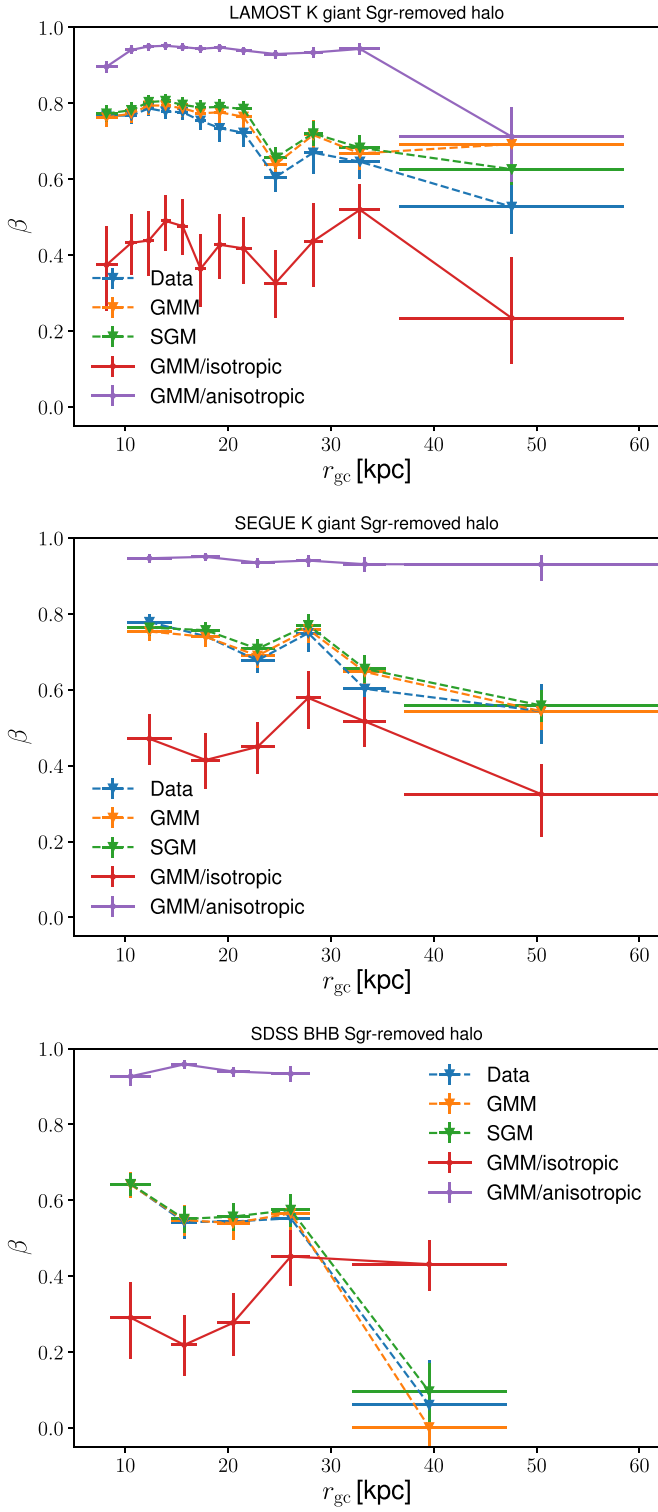 LAMOST K giant Sgr-removed halo
1.0
0.8
0.6
0.4
0.2
0.0
β
Data
GMM
SGM
GMM/isotropic
GMM/anisotropic
10 20 30 40 50 60
r_gc [kpc]
SEGUE K giant Sgr-removed halo
1.0
0.8
0.6
0.4
0.2
0.0
β
Data
GMM
SGM
GMM/isotropic
GMM/anisotropic
10 20 30 40 50 60
r_gc [kpc]
SDSS BHB Sgr-removed halo
1.0
0.8
0.6
0.4
0.2
0.0
β
Data
GMM
SGM
GMM/isotropic
GMM/anisotropic
10 20 30 40 50 60
r_gc [kpc]